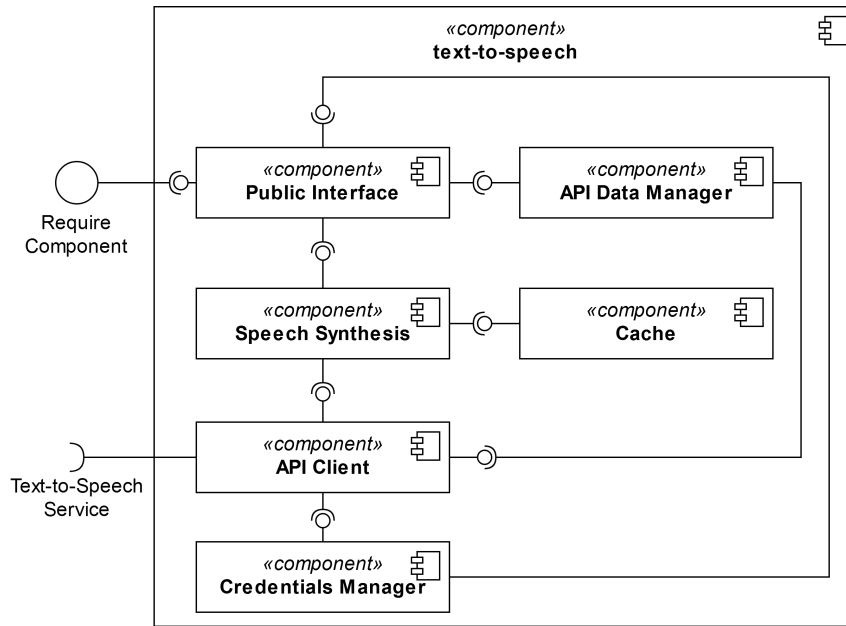 «component»
text-to-speech
«component»
Public Interface
«component»
API Data Manager
Require
Component
«component»
Speech Synthesis
«component»
Cache
«component»
API Client
Text-to-Speech
Service
«component»
Credentials Manager